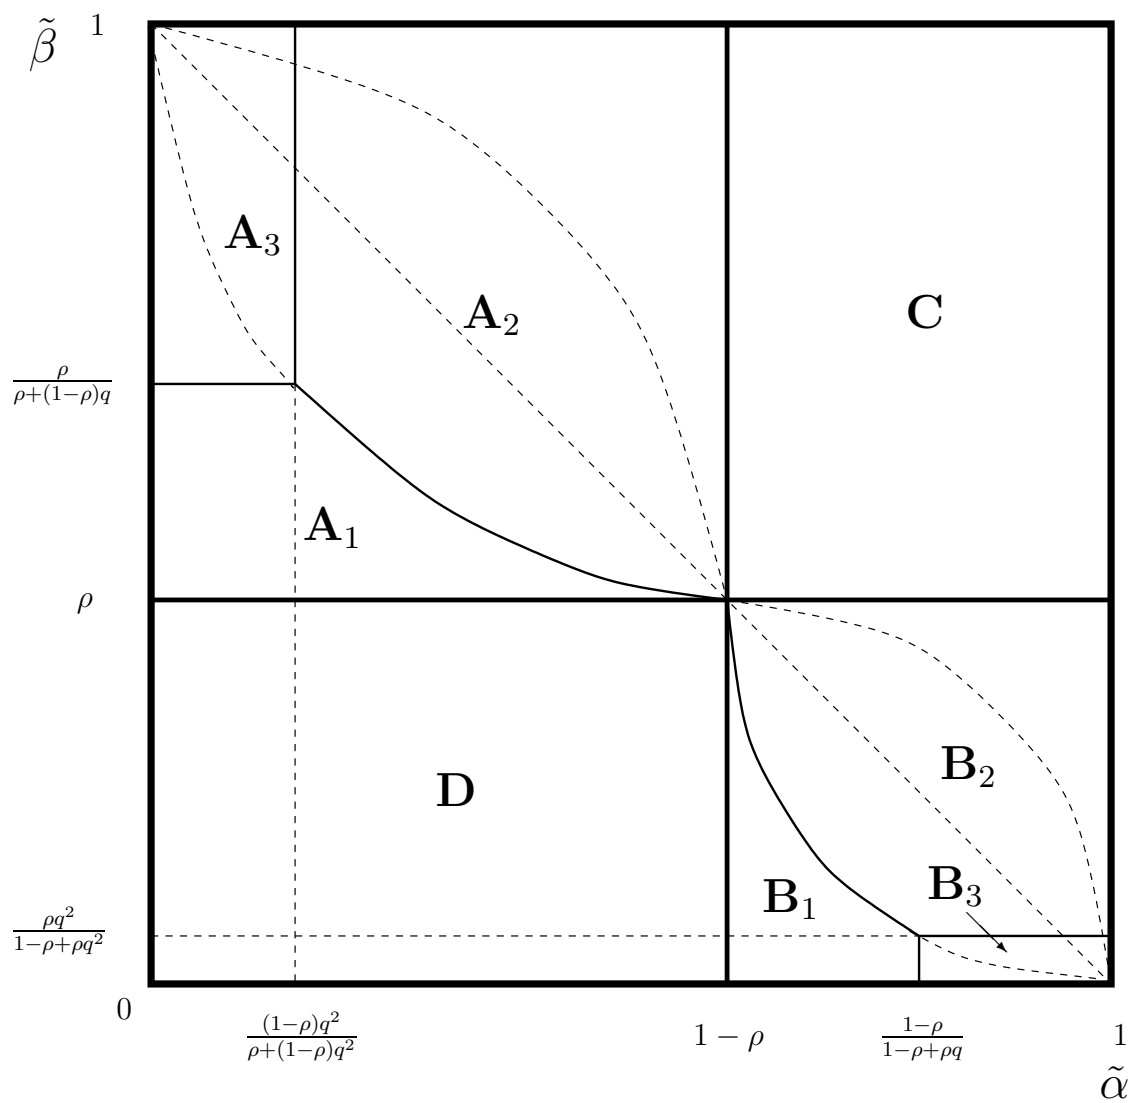 1
β̃
A₃
A₂
C
ρ/(ρ+(1−ρ)q)
A₁
ρ
B₂
D
B₃
B₁
ρq²/(1−ρ+ρq²)
0
(1−ρ)q²/(ρ+(1−ρ)q²)
1 − ρ
(1−ρ)/(1−ρ+ρq)
1
α̃